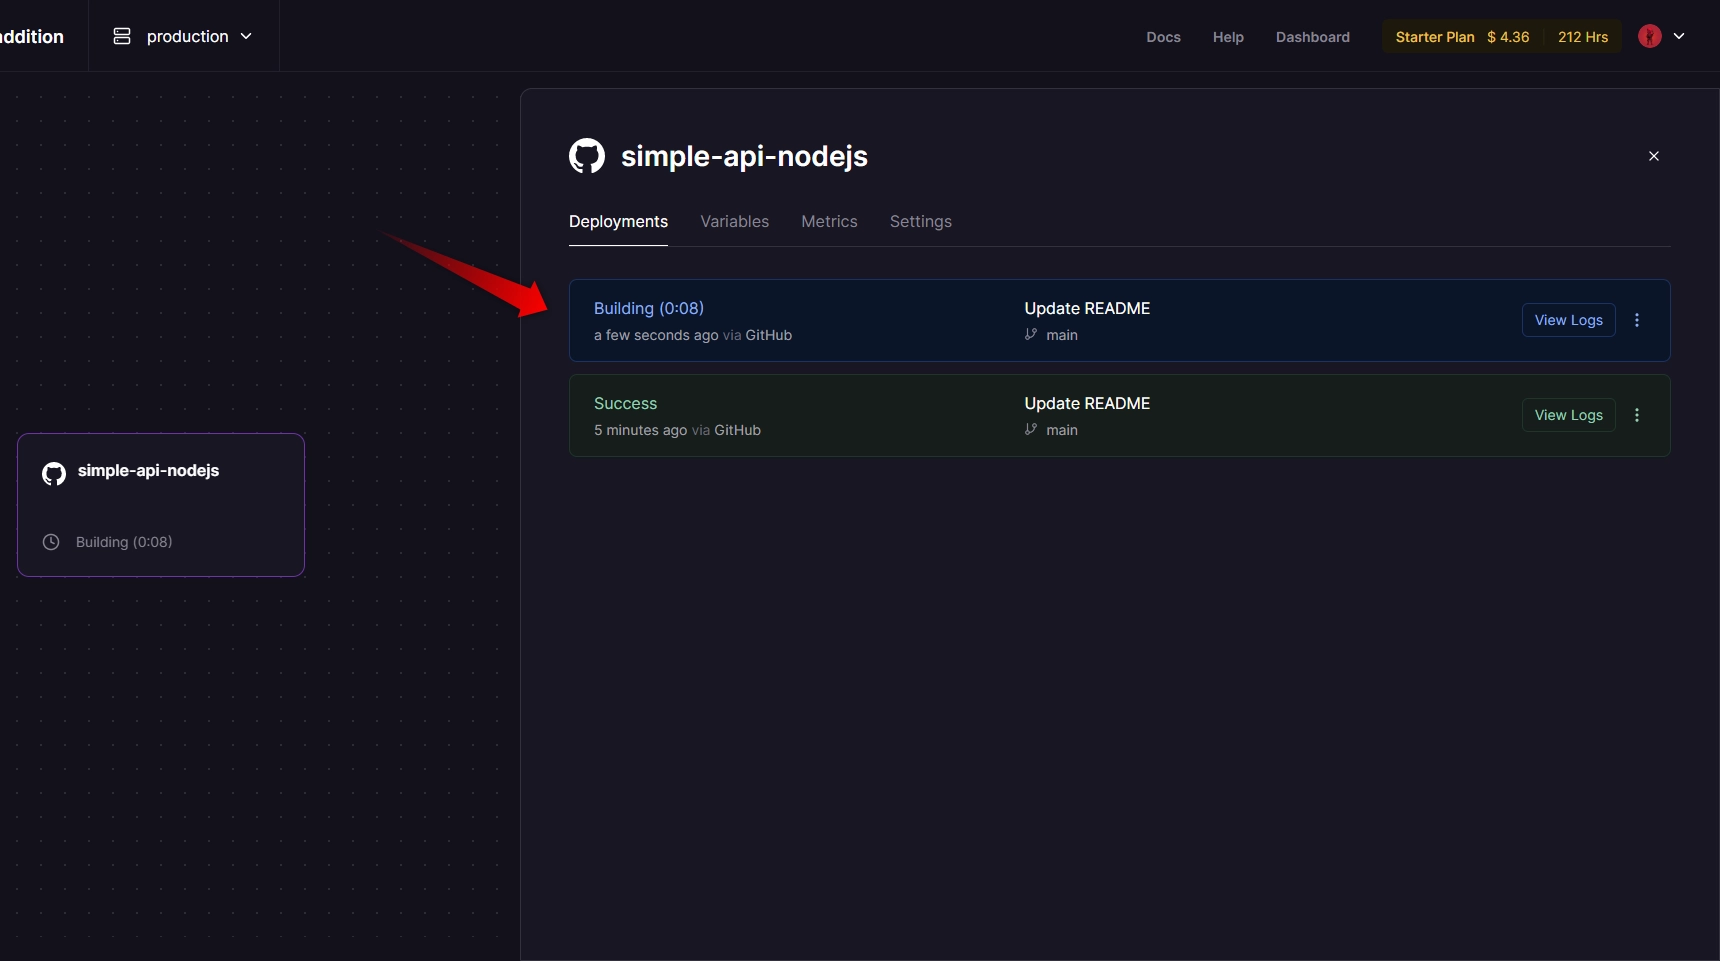 production
Docs
Help
Dashboard
Starter Plan $ 4.36 212 Hrs
simple-api-nodejs
Deployments
Variables
Metrics
Settings
Building (0:08)
a few seconds ago via GitHub
Update README
main
View Logs
Success
5 minutes ago via GitHub
Update README
main
View Logs
simple-api-nodejs
Building (0:08)